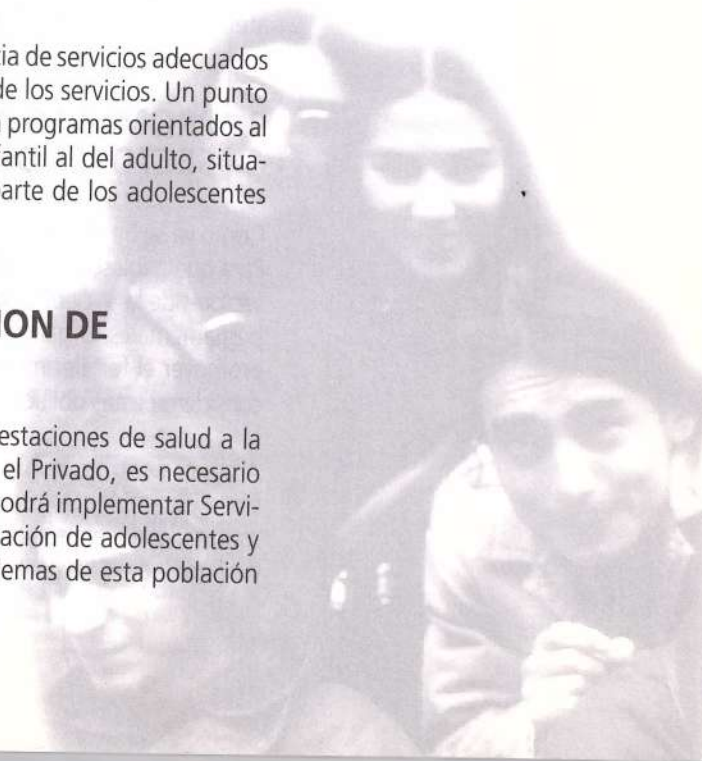 cia de servicios adecuados
de los servicios. Un punto
programas orientados al
fantil al del adulto, situa-
parte de los adolescentes
ION DE
estaciones de salud a la
el Privado, es necesario
odrá implementar Servi-
ación de adolescentes y
emas de esta población